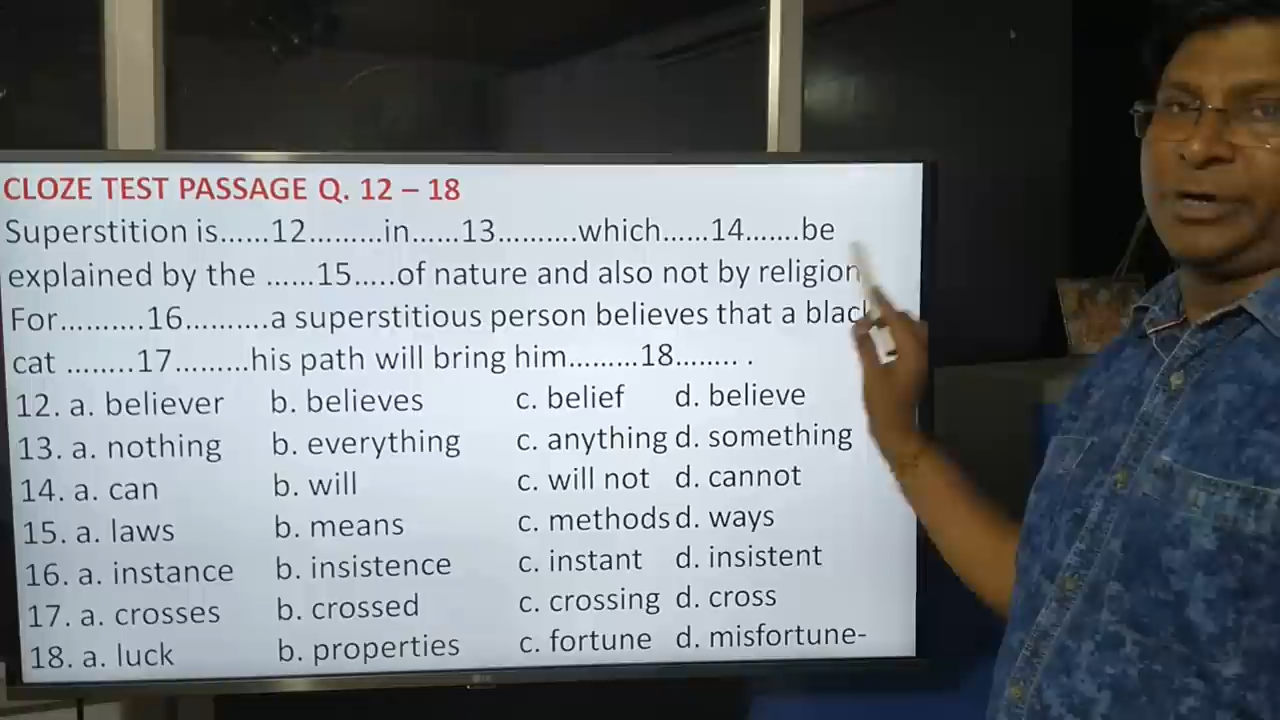 CLOZE TEST PASSAGE Q. 12 – 18
Superstition is......12.........in......13..........which......14.......be
explained by the ......15.....of nature and also not by religion
For..........16..........a superstitious person believes that a black
cat ........17.........his path will bring him.........18........ .
12. a. believer b. believes c. belief d. believe
13. a. nothing b. everything c. anything d. something
14. a. can b. will c. will not d. cannot
15. a. laws b. means c. methods d. ways
16. a. instance b. insistence c. instant d. insistent
17. a. crosses b. crossed c. crossing d. cross
18. a. luck b. properties c. fortune d. misfortune-